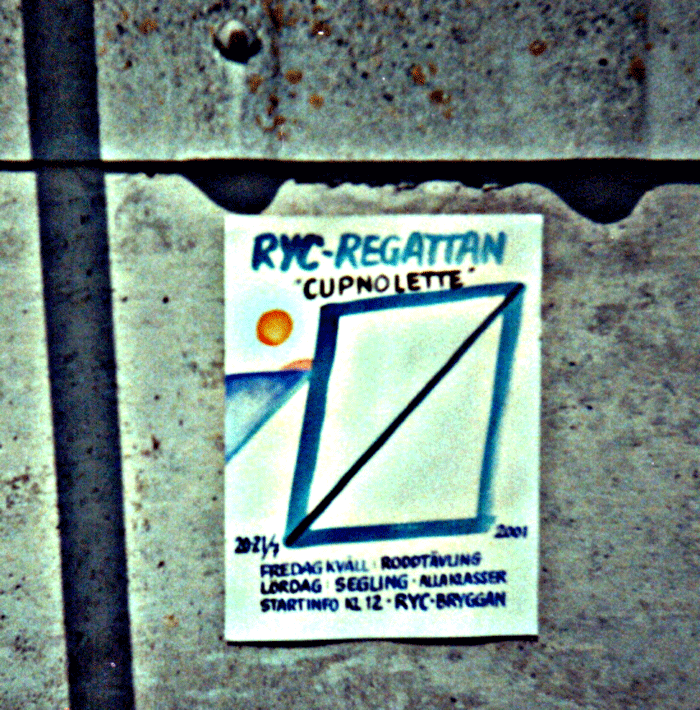 RYC-REGATTAN
"CUPNOLETTE"
20-21/7 2001
FREDAG KVÄLL · RODDTÄVLING
LÖRDAG · SEGLING · ALLA KLASSER
STARTINFO KL 12 · RYC-BRYGGAN